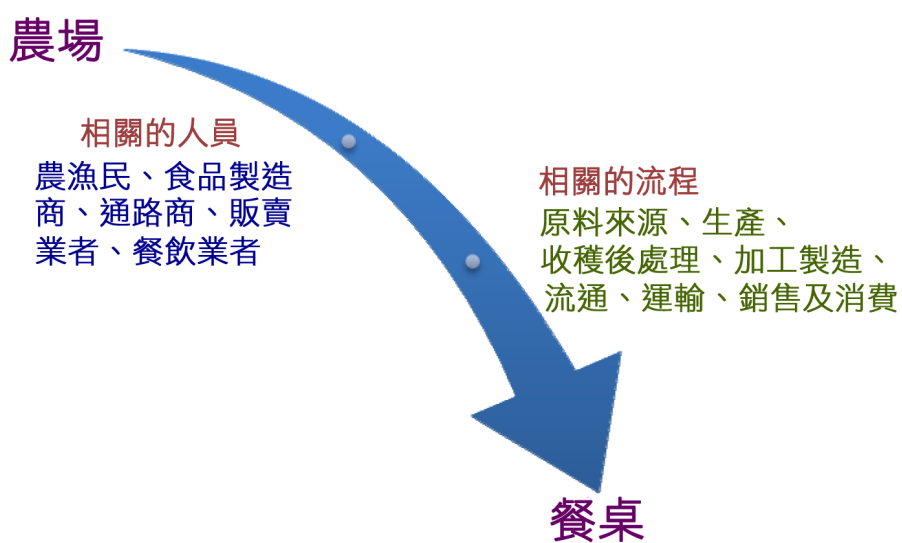 農場
相關的人員
農漁民、食品製造
商、通路商、販賣
業者、餐飲業者
相關的流程
原料來源、生產、
收穫後處理、加工製造、
流通、運輸、銷售及消費
餐桌